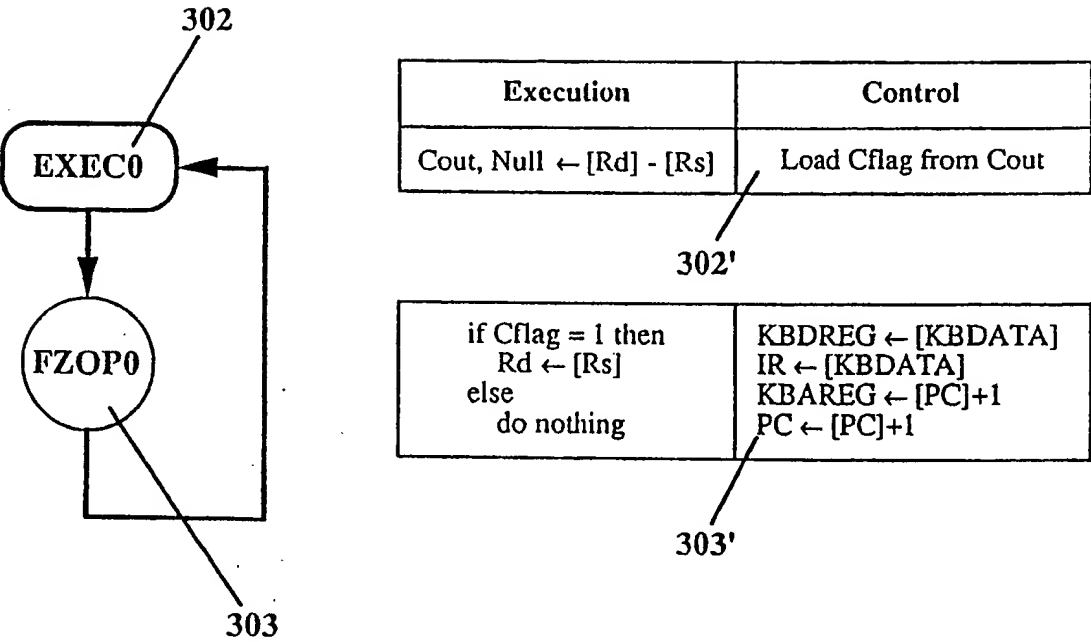 302
EXEC0
FZOP0
303
Execution Control
Cout, Null ← [Rd] - [Rs] Load Cflag from Cout
302'
if Cflag = 1 then KBDREG ← [KBDATA]
Rd ← [Rs] IR ← [KBDATA]
else KBAREG ← [PC]+1
do nothing PC ← [PC]+1
303'